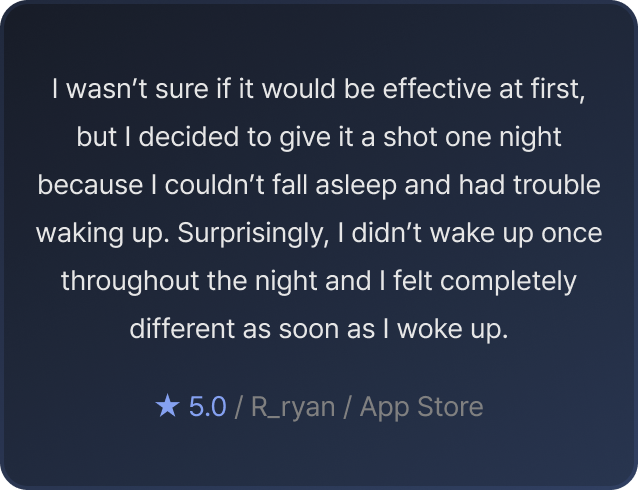 I wasn’t sure if it would be effective at first,
but I decided to give it a shot one night
because I couldn’t fall asleep and had trouble
waking up. Surprisingly, I didn’t wake up once
throughout the night and I felt completely
different as soon as I woke up.
★ 5.0 / R_ryan / App Store